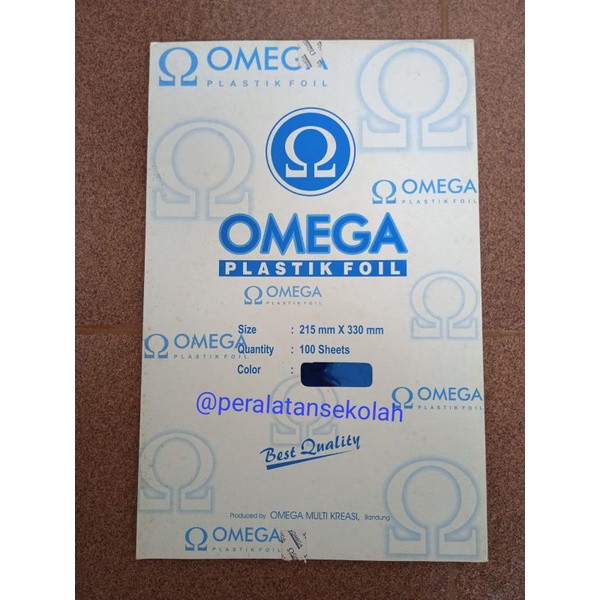 Ω OMEGA
PLASTIK FOIL
Ω
Ω OMEGA
PLASTIK FOIL
OMEGA
PLASTIK FOIL
Ω OMEGA
PLASTIK FOIL
Size : 215 mm X 330 mm
Ω OMEGA
PLASTIK FOIL
Quantity : 100 Sheets
Color :
Ω OMEGA
PLASTIK FOIL
@peralatansekolah
Best Quality
Produced by OMEGA MULTI KREASI, Bandung
Ω OMEGA
PLASTIK FOIL